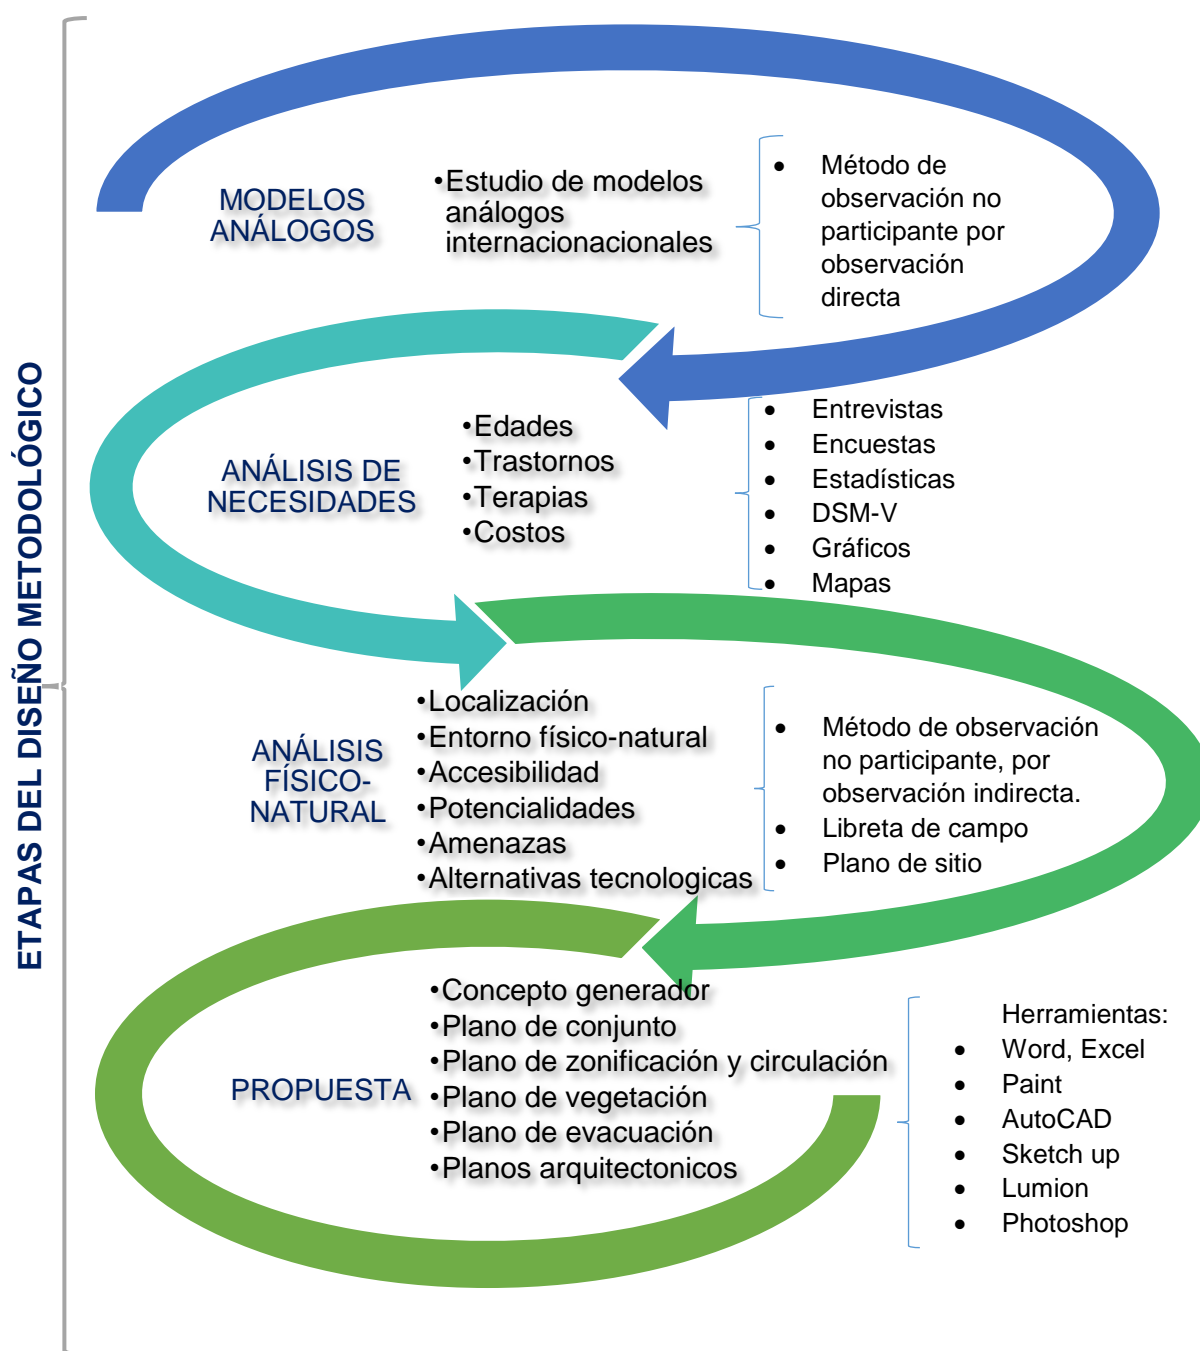 ETAPAS DEL DISEÑO METODOLÓGICO
MODELOS
ANÁLOGOS
•Estudio de modelos
análogos
internacionacionales
• Método de
observación no
participante por
observación
directa
ANÁLISIS DE
NECESIDADES
•Edades
•Trastornos
•Terapias
•Costos
• Entrevistas
• Encuestas
• Estadísticas
• DSM-V
• Gráficos
• Mapas
ANÁLISIS
FÍSICO-
NATURAL
•Localización
•Entorno físico-natural
•Accesibilidad
•Potencialidades
•Amenazas
•Alternativas tecnologicas
• Método de observación
no participante, por
observación indirecta.
• Libreta de campo
• Plano de sitio
PROPUESTA
•Concepto generador
•Plano de conjunto
•Plano de zonificación y circulación
•Plano de vegetación
•Plano de evacuación
•Planos arquitectonicos
Herramientas:
• Word, Excel
• Paint
• AutoCAD
• Sketch up
• Lumion
• Photoshop